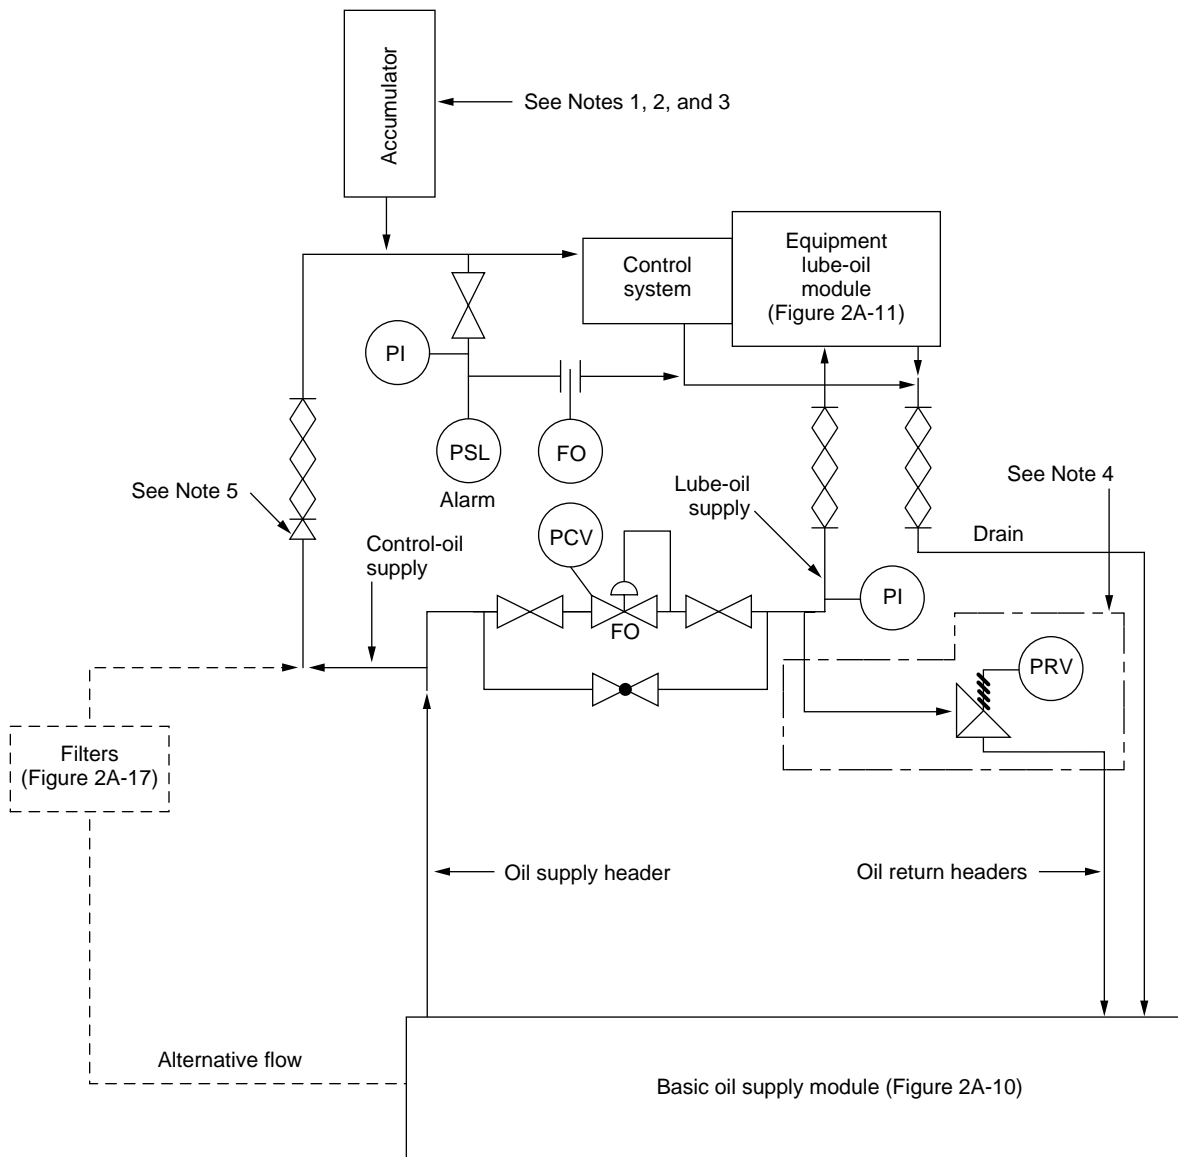 Accumulator
See Notes 1, 2, and 3
Control
system
Equipment
lube-oil
module
(Figure 2A-11)
PI
PSL
Alarm
FO
See Note 5
Control-oil
supply
PCV
FO
Lube-oil
supply
See Note 4
Drain
PI
PRV
Filters
(Figure 2A-17)
Oil supply header
Oil return headers
Alternative flow
Basic oil supply module (Figure 2A-10)